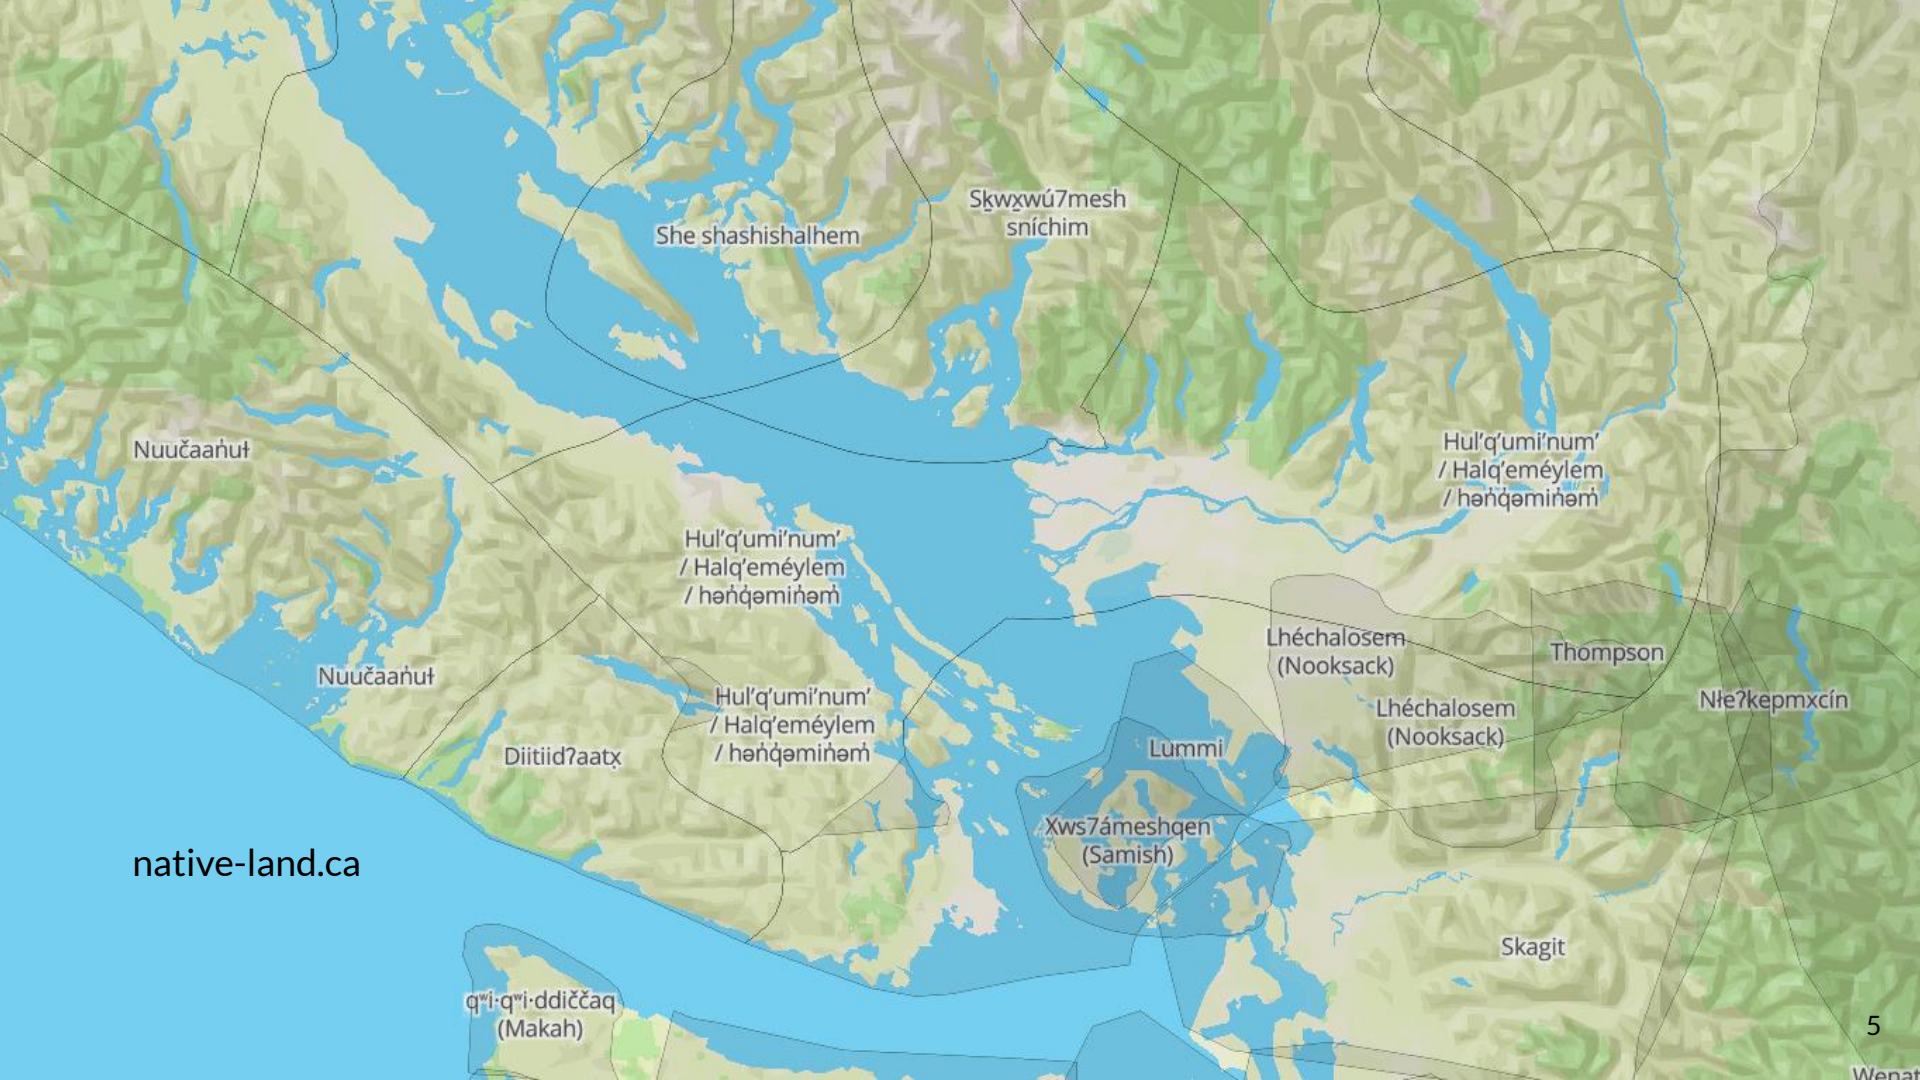 Sḵwx̱wú7mesh
sníchim
She shashishalhem
Nuučaan̓uɫ
Hul’q’umi’num’
/ Halq’eméylem
/ hən̓q̓əmin̓əm̓
Hul’q’umi’num’
/ Halq’eméylem
/ hən̓q̓əmin̓əm̓
Lhéchalosem
(Nooksack)
Thompson
Nuučaan̓uɫ
Hul’q’umi’num’
/ Halq’eméylem
/ hən̓q̓əmin̓əm̓
Lhéchalosem
(Nooksack)
Nłeʔkepmxcín
Diitiidʔaatx̣
Lummi
Xws7ámeshqen
(Samish)
native-land.ca
Skagit
qʷi·qʷi·ddiččaq
(Makah)
5